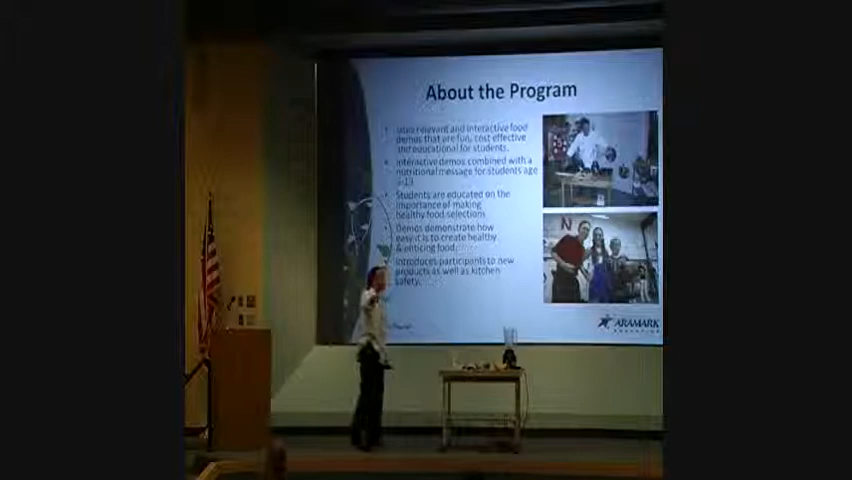 About the Program
relevant and interactive food
demos that are fun, cost effective
and educational for students.
Interactive demos combined with a
nutritional message for students age
Students are educated on the
importance of making
healthy food selections
Demos demonstrate how
easy it is to create healthy
& enticing food.
Introduces participants to new
products as well as kitchen
safety.
N
ARAMARK